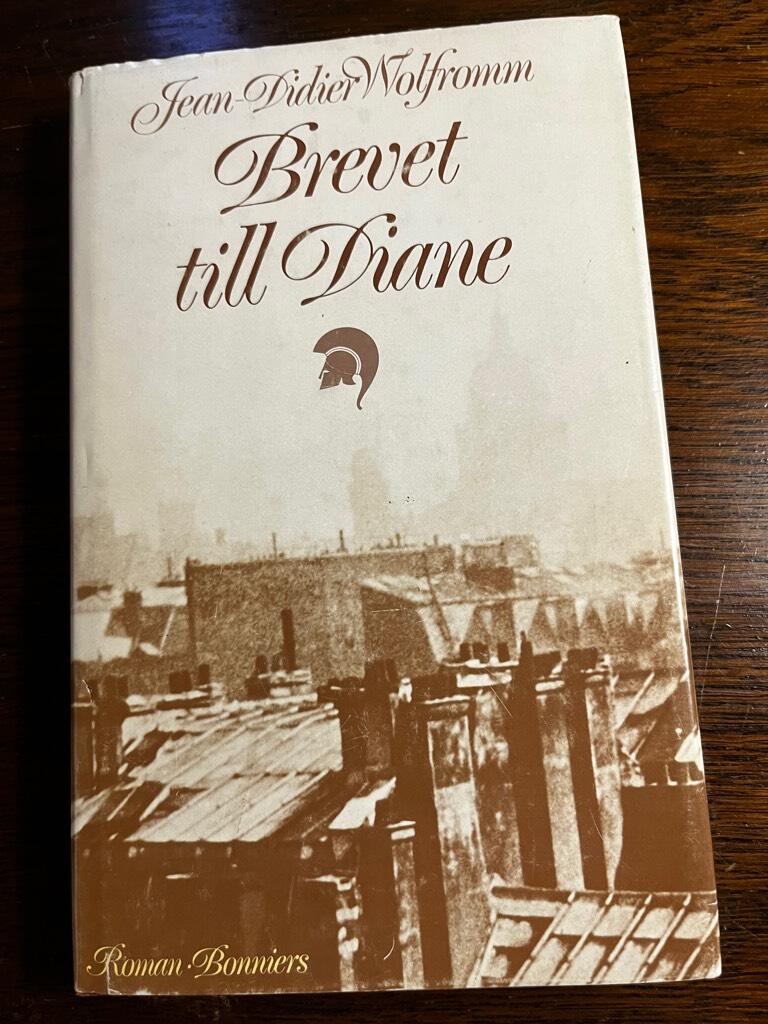 Jean-Didier Wolfromm
Brevet
till Diane
Roman · Bonniers